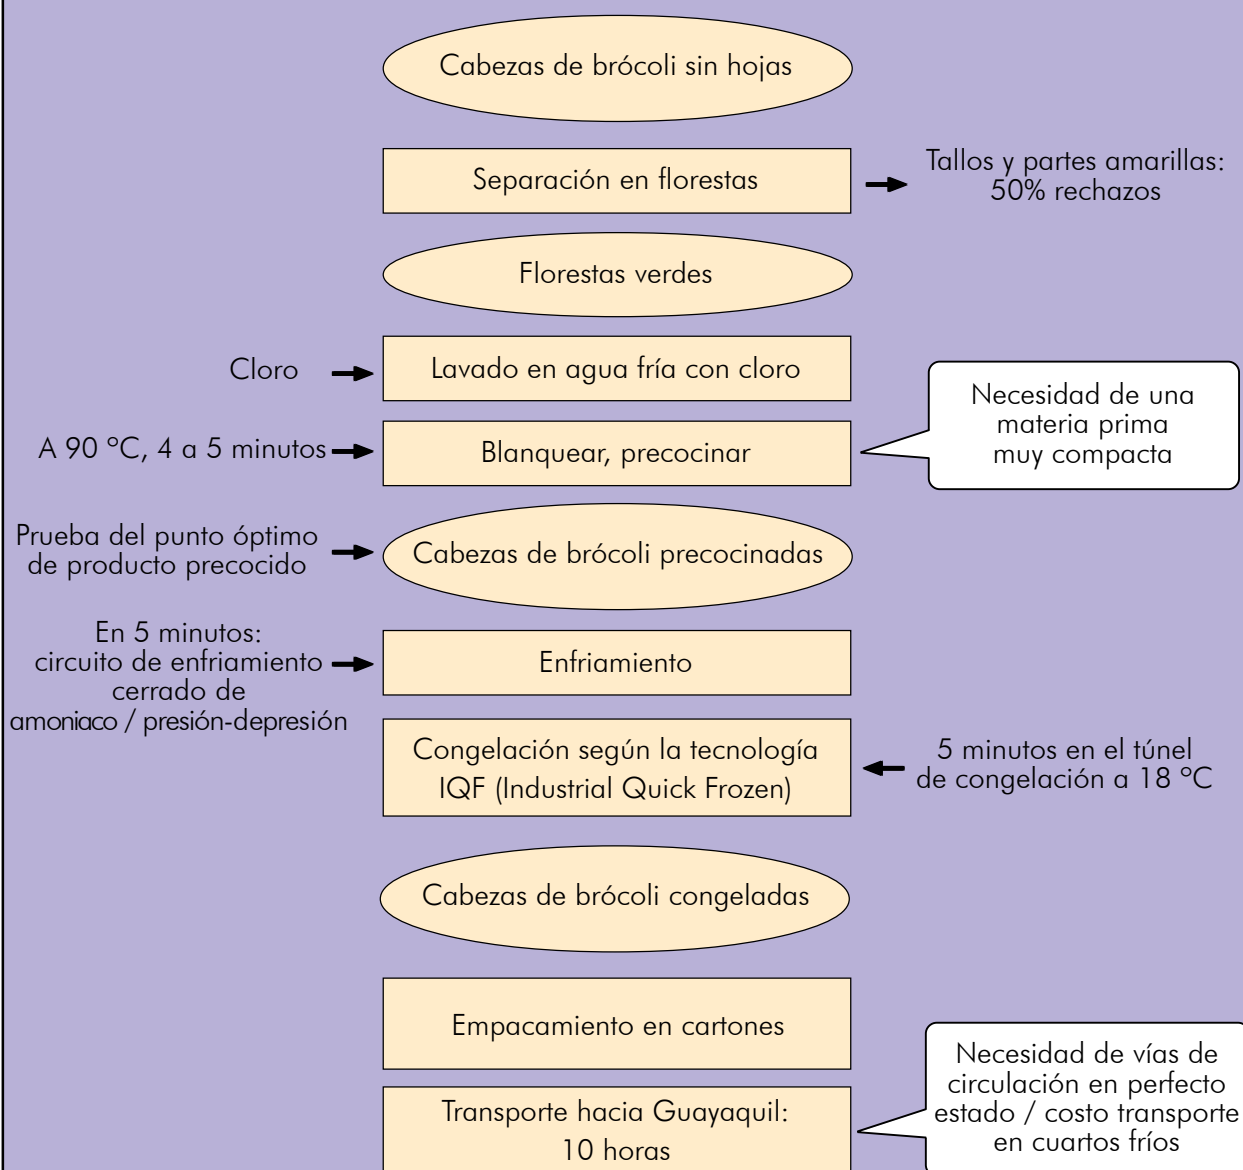 Cabezas de brócoli sin hojas
Separación en florestas
Tallos y partes amarillas:
50% rechazos
Florestas verdes
Cloro
Lavado en agua fría con cloro
Necesidad de una
materia prima
muy compacta
A 90 ºC, 4 a 5 minutos
Blanquear, precocinar
Prueba del punto óptimo
de producto precocido
Cabezas de brócoli precocinadas
En 5 minutos:
circuito de enfriamiento
cerrado de
amoniaco / presión-depresión
Enfriamiento
Congelación según la tecnología
IQF (Industrial Quick Frozen)
5 minutos en el túnel
de congelación a 18 ºC
Cabezas de brócoli congeladas
Empacamiento en cartones
Transporte hacia Guayaquil:
10 horas
Necesidad de vías de
circulación en perfecto
estado / costo transporte
en cuartos fríos